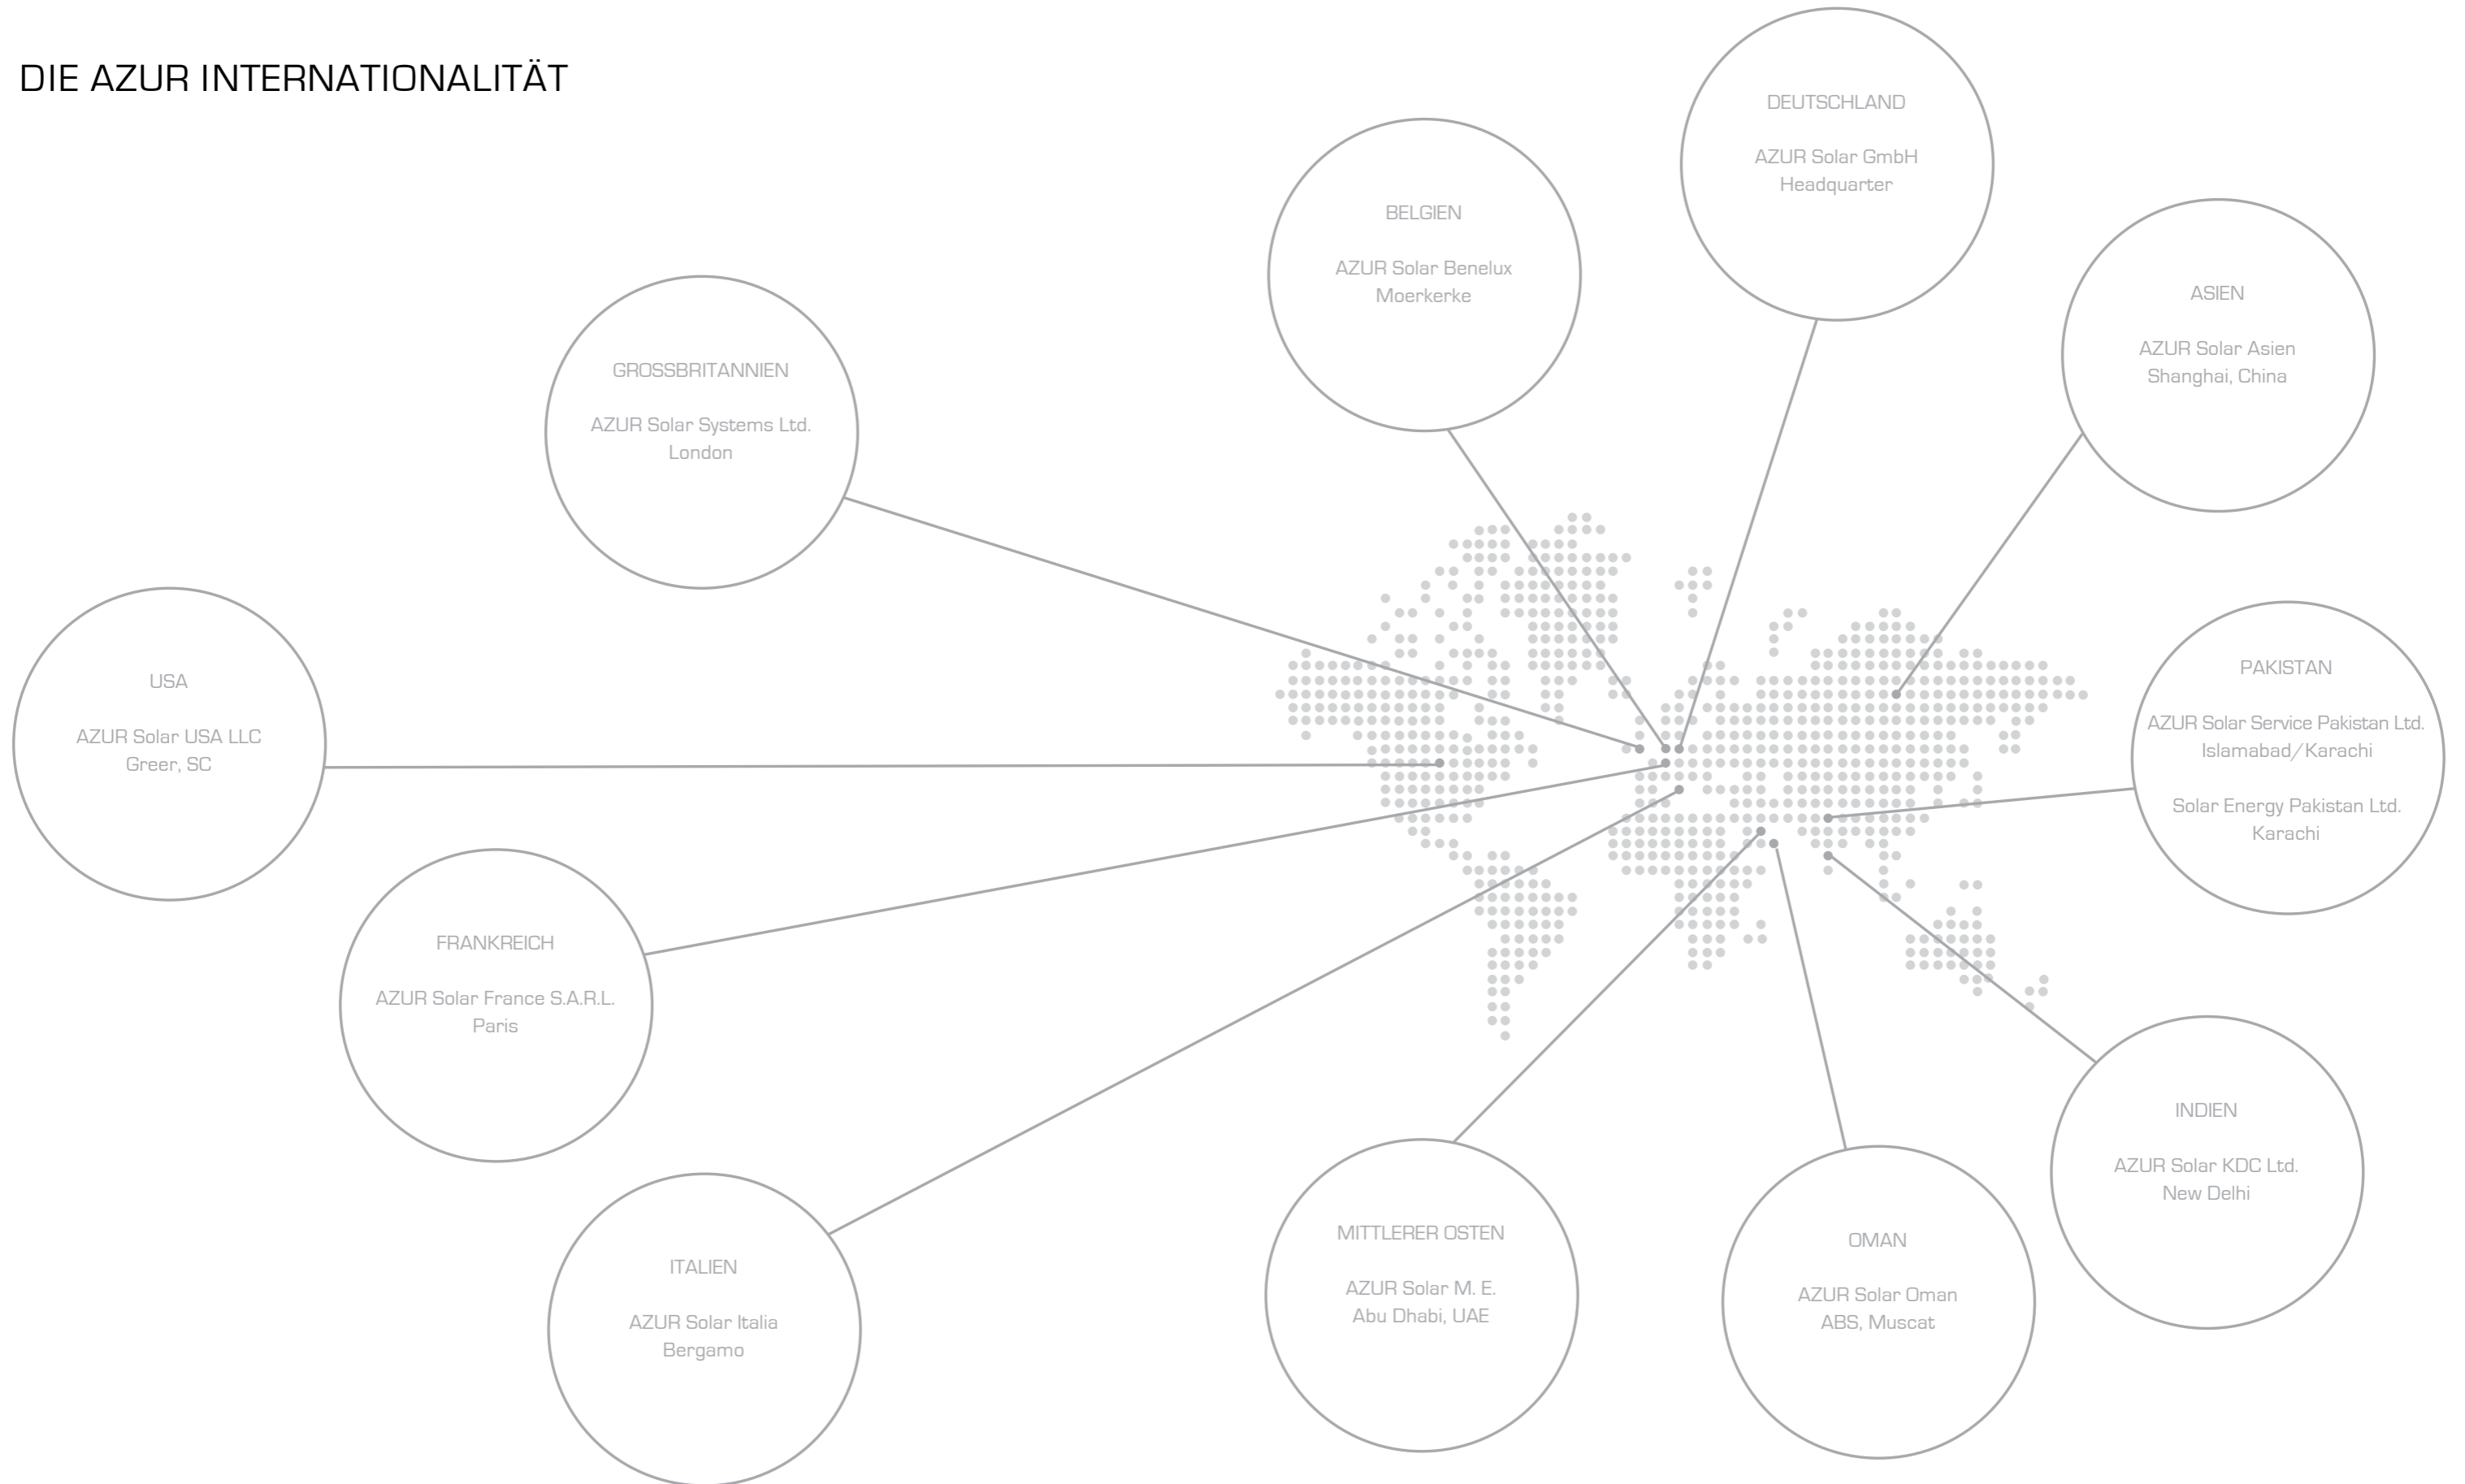 DIE AZUR INTERNATIONALITÄT
DEUTSCHLAND
AZUR Solar GmbH
Headquarter
BELGIEN
AZUR Solar Benelux
Moerkerke
ASIEN
AZUR Solar Asien
Shanghai, China
GROSSBRITANNIEN
AZUR Solar Systems Ltd.
London
USA
AZUR Solar USA LLC
Greer, SC
PAKISTAN
AZUR Solar Service Pakistan Ltd.
Islamabad/Karachi
Solar Energy Pakistan Ltd.
Karachi
FRANKREICH
AZUR Solar France S.A.R.L.
Paris
INDIEN
AZUR Solar KDC Ltd.
New Delhi
ITALIEN
AZUR Solar Italia
Bergamo
MITTLERER OSTEN
AZUR Solar M. E.
Abu Dhabi, UAE
OMAN
AZUR Solar Oman
ABS, Muscat